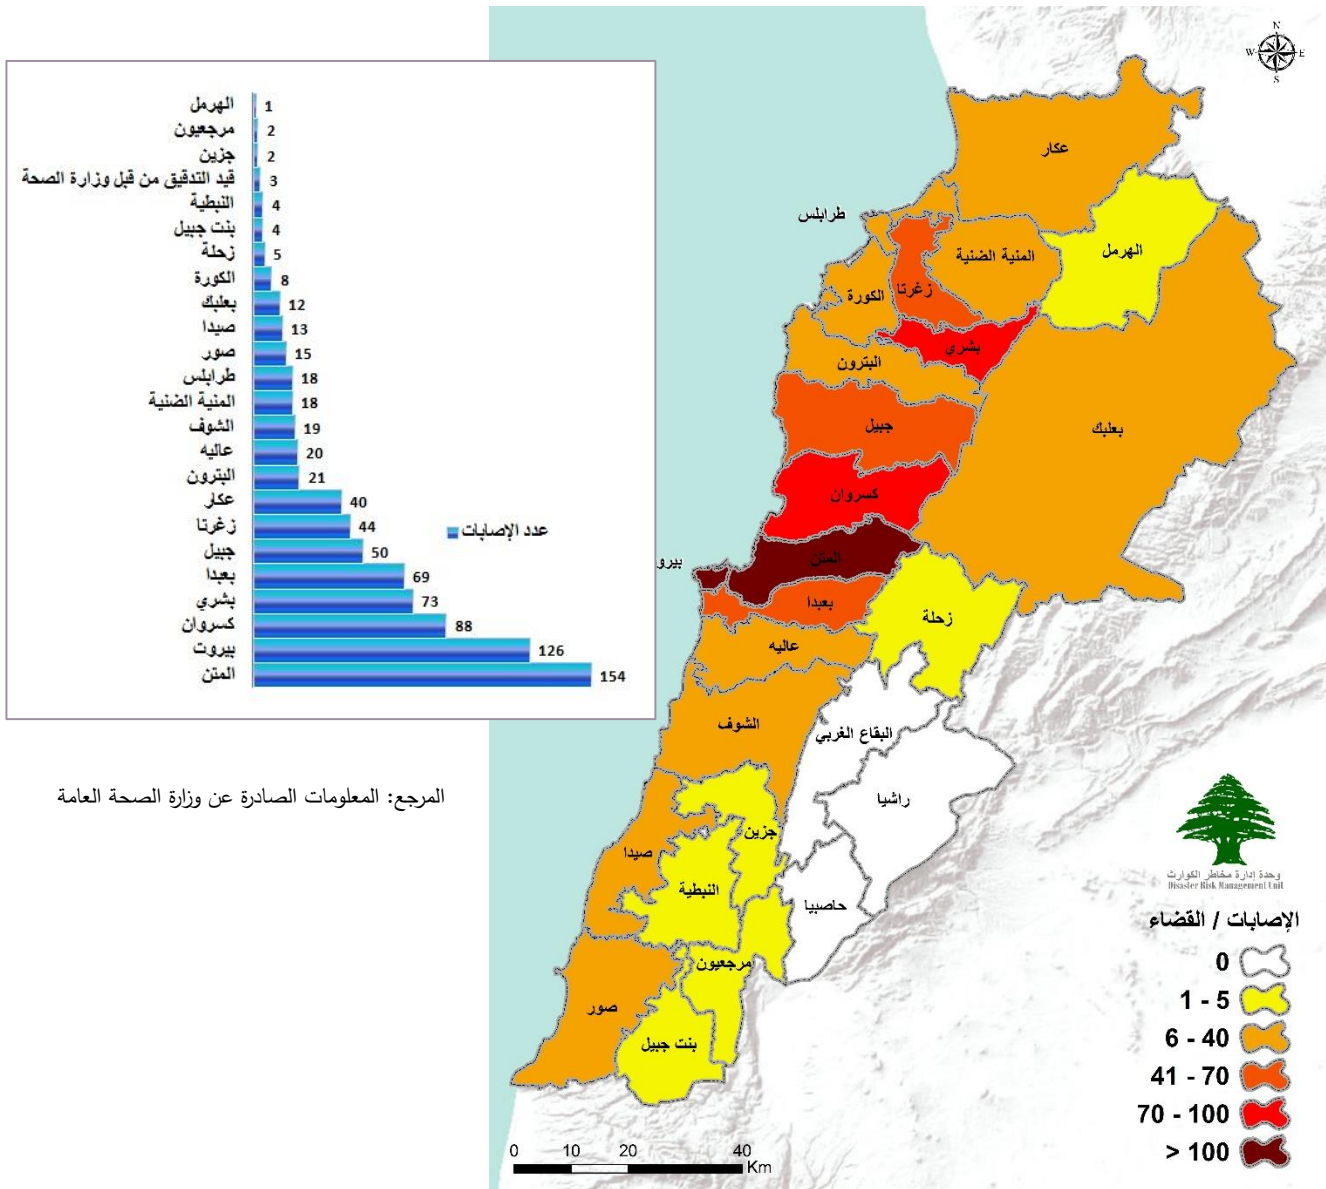 N
W E
S
الهرمل 1
مرجعيون 2
جزين 2
قيد التدقيق من قبل وزارة الصحة 3
النبطية 4
بنت جبيل 4
زحلة 5
الكورة 8
بعلبك 12
صيدا 13
صور 15
طرابلس 18
المنية الضنية 18
الشوف 19
عاليه 20
البترون 21
عكار 40
زغرتا 44
جبيل 50
بعبدا 69
بشري 73
كسروان 88
بيروت 126
المتن 154
عدد الإصابات
المرجع: المعلومات الصادرة عن وزارة الصحة العامة
عكار
طرابلس
المنية الضنية
الهرمل
زغرتا
الكورة
بشري
البترون
جبيل
بعلبك
كسروان
المتن
بيرو
بعبدا
زحلة
عاليه
الشوف
البقاع الغربي
راشيا
جزين
صيدا
النبطية
حاصبيا
مرجعيون
صور
بنت جبيل
وحدة إدارة مخاطر الكوارث
Disaster Risk Management Unit
الإصابات / القضاء
0
1 - 5
6 - 40
41 - 70
70 - 100
> 100
0 10 20 40
Km